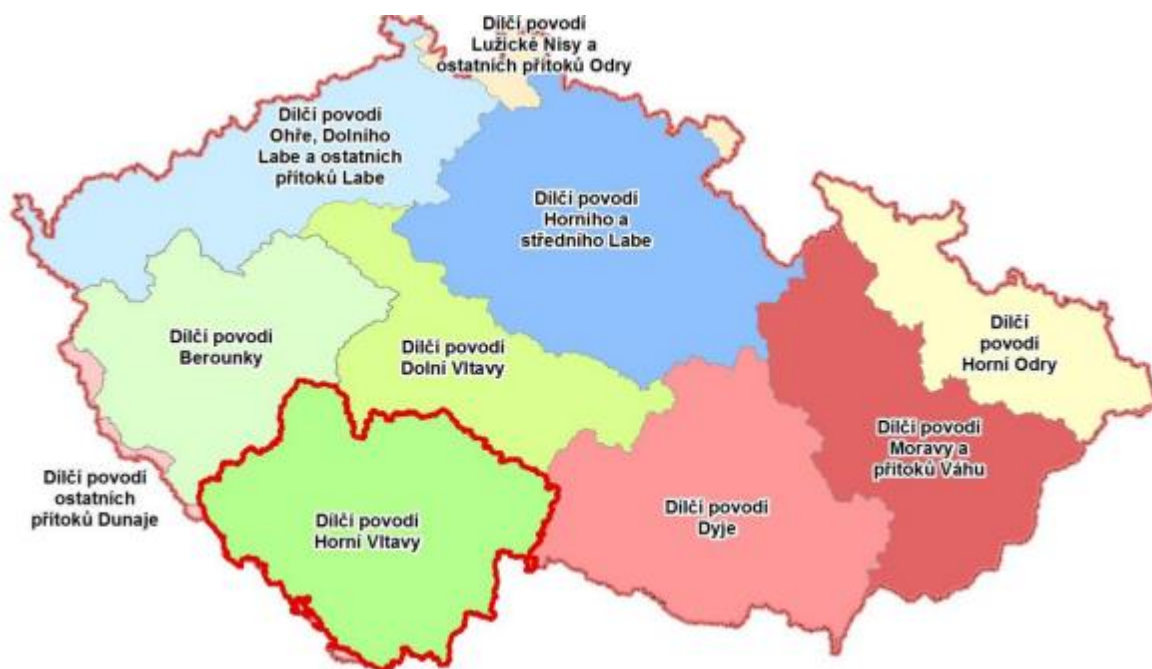 Dílčí povodí
Lužické Nisy a
ostatních přítoků Odry
Dílčí povodí
Ohře, Dolního
Labe a ostatních
přítoků Labe
Dílčí povodí
Horního a
středního Labe
Dílčí povodí
Berounky
Dílčí povodí
Dolní Vltavy
Dílčí
povodí
Horní Odry
Dílčí povodí
Moravy a
přítoků Váhu
Dílčí povodí
ostatních
přítoků Dunaje
Dílčí povodí
Horní Vltavy
Dílčí povodí
Dyje